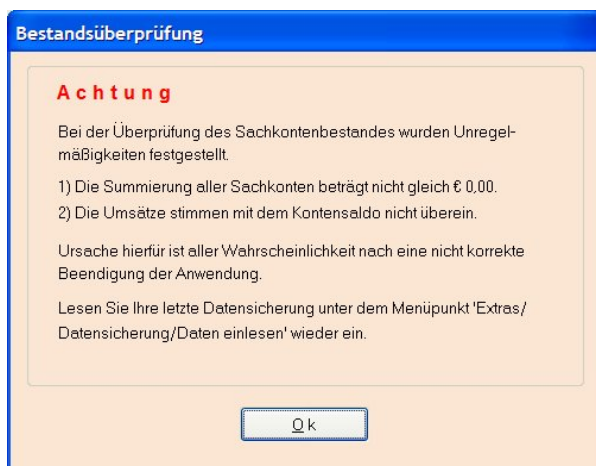 Bestandsüberprüfung
Achtung
Bei der Überprüfung des Sachkontenbestandes wurden Unregel-
mäßigkeiten festgestellt.
1) Die Summierung aller Sachkonten beträgt nicht gleich € 0,00.
2) Die Umsätze stimmen mit dem Kontensaldo nicht überein.
Ursache hierfür ist aller Wahrscheinlichkeit nach eine nicht korrekte
Beendigung der Anwendung.
Lesen Sie Ihre letzte Datensicherung unter dem Menüpunkt 'Extras/
Datensicherung/Daten einlesen' wieder ein.
Ok